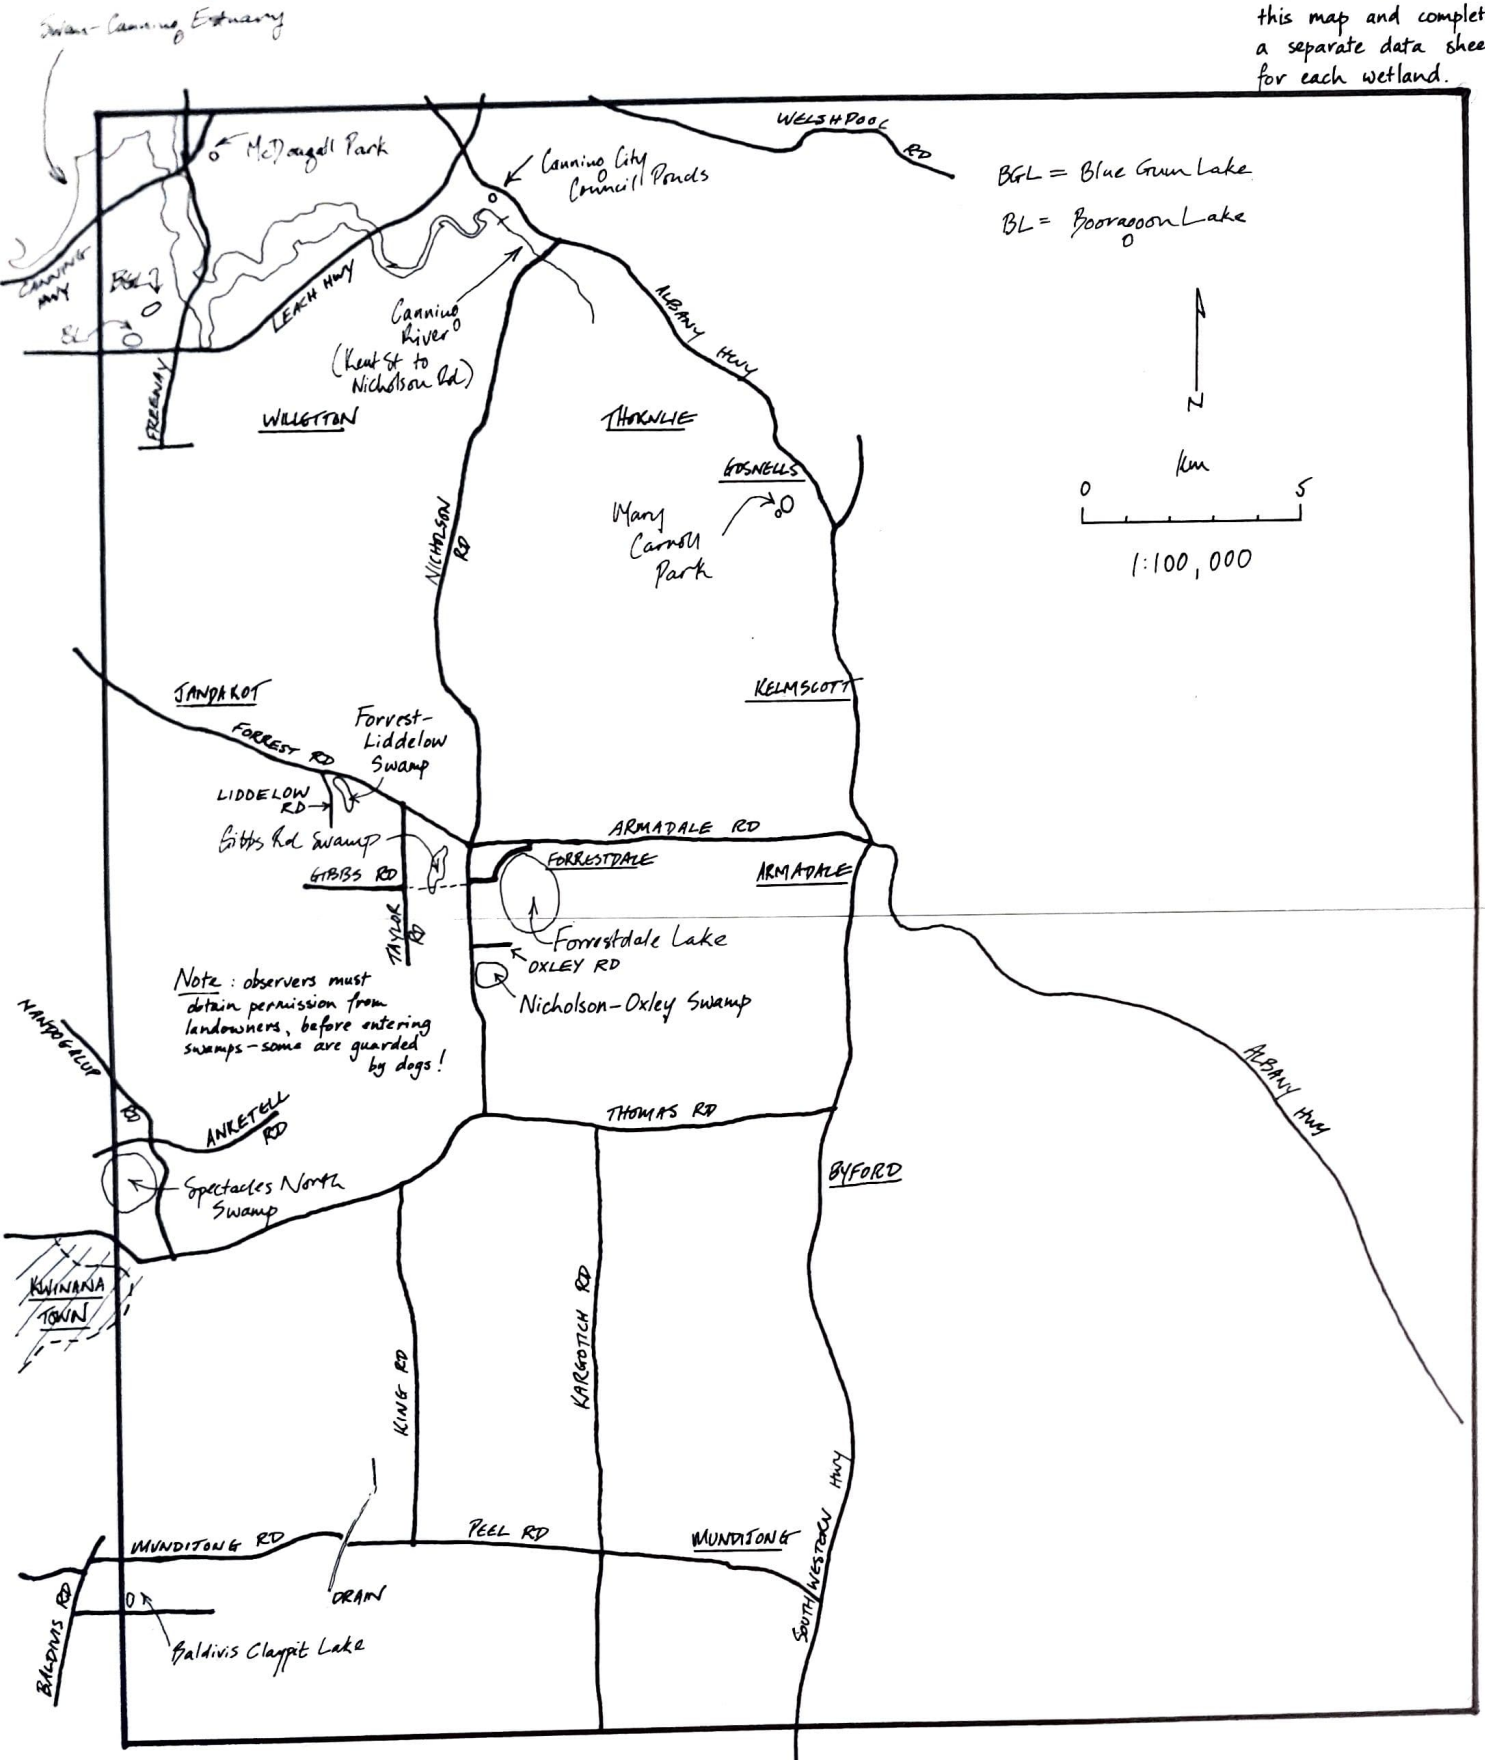 Swan-Canning Estuary
this map and complet
a separate data shee
for each wetland.
McDougall Park
Canning City
Council Ponds
WELSHPOOL
RD
BGL = Blue Gum Lake
BL = Booragoon Lake
CANNING
HWY
BGL
BL
LEACH HWY
Canning
River
(Kent St to
Nicholson Rd)
ALBANY HWY
FREEWAY
WILLETTON
THORNLIE
N
Km
0 5
1:100,000
GOSNELLS
Mary
Carroll
Park
NICHOLSON
RD
JANDAKOT
KELMSCOTT
FORREST RD
Forrest-
Liddelow
Swamp
LIDDELOW
RD
Gibbs Rd Swamp
ARMADALE RD
FORRESTDALE
GIBBS RD
ARMADALE
TAYLOR
RD
Forrestdale Lake
OXLEY RD
Nicholson-Oxley Swamp
Note: observers must
obtain permission from
landowners, before entering
swamps - some are guarded
by dogs!
NANDOGALUP
RD
ALBANY HWY
ANKETELL
RD
THOMAS RD
BYFORD
Spectacles North
Swamp
KWINANA
TOWN
KING RD
KARGOTICH RD
SOUTH WESTERN HWY
MUNDIJONG RD
PEEL RD
MUNDIJONG
DRAIN
BALDIVIS RD
Baldivis Claypit Lake